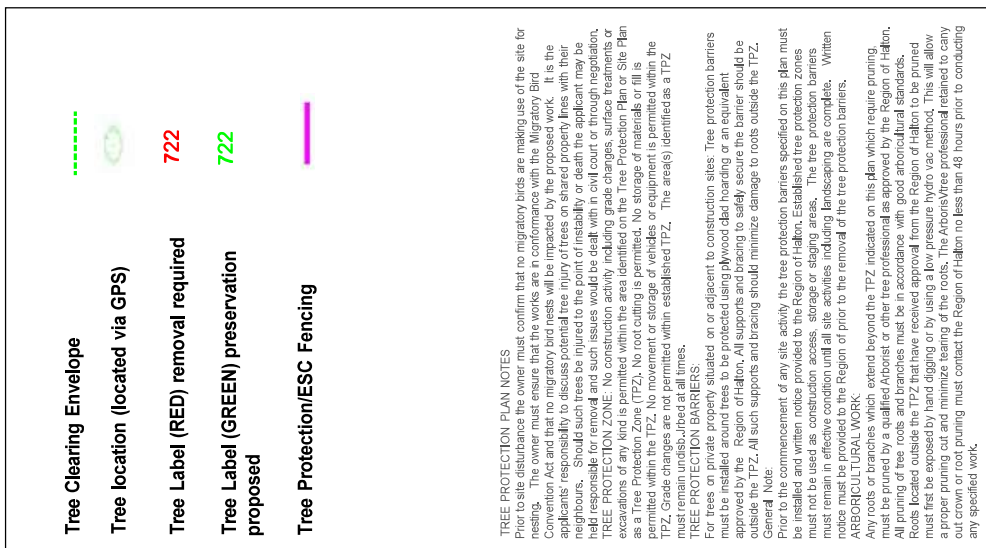 Tree Clearing Envelope
Tree location (located via GPS)
Tree Label (RED) removal required
722
Tree Label (GREEN) preservation
proposed
722
Tree Protection/ESC Fencing
TREE PROTECTION PLAN NOTES
Prior to site disturbance the owner must confirm that no migratory birds are making use of the site for
nesting. The owner must ensure that the works are in conformance with the Migratory Bird
Convention Act and that no migratory bird nests will be impacted by the proposed work. It is the
applicants' responsibility to discuss potential tree injury of trees on shared property lines with their
neighbours. Should such trees be injured to the point of instability or death the applicant may be
held responsible for removal and such issues would be dealt with in civil court or through negotiation.
TREE PROTECTION ZONE: No construction activity including grade changes, surface treatments or
excavations of any kind is permitted within the area identified on the Tree Protection Plan or Site Plan
as a Tree Protection Zone (TPZ). No root cutting is permitted. No storage of materials or fill is
permitted within the TPZ. No movement or storage of vehicles or equipment is permitted within the
TPZ. Grade changes are not permitted within established TPZ. The area(s) identified as a TPZ
must remain undisb.Jrbed at all times.
TREE PROTECTION BARRIERS:
For trees on private property situated on or adjacent to construction sites: Tree protection barriers
must be installed around trees to be protected using plywood clad hoarding or an equivalent
approved by the Region of Halton. All supports and bracing to safely secure the barrier should be
outside the TPZ. All such supports and bracing should minimize damage to roots outside the TPZ.
General Note:
Prior to the commencement of any site activity the tree protection barriers specified on this plan must
be installed and written notice provided to the Region of Halton. Established tree protection zones
must not be used as construction access, storage or staging areas. The tree protection barriers
must remain in effective condition until all site activities including landscaping are complete. Written
notice must be provided to the Region of prior to the removal of the tree protection barriers.
ARBORICULTURAL WORK:
Any roots or branches which extend beyond the TPZ indicated on this plan which require pruning,
must be pruned by a qualified Arborist or other tree professional as approved by the Region of Halton.
All pruning of tree roots and branches must be in accordance with good arboricultural standards.
Roots located outside the TPZ that have received approval from the Region of Halton to be pruned
must first be exposed by hand digging or by using a low pressure hydro vac method. This will allow
a proper pruning cut and minimize tearing of the roots. The ArborisVtree professional retained to carry
out crown or root pruning must contact the Region of Halton no less than 48 hours prior to conducting
any specified work.